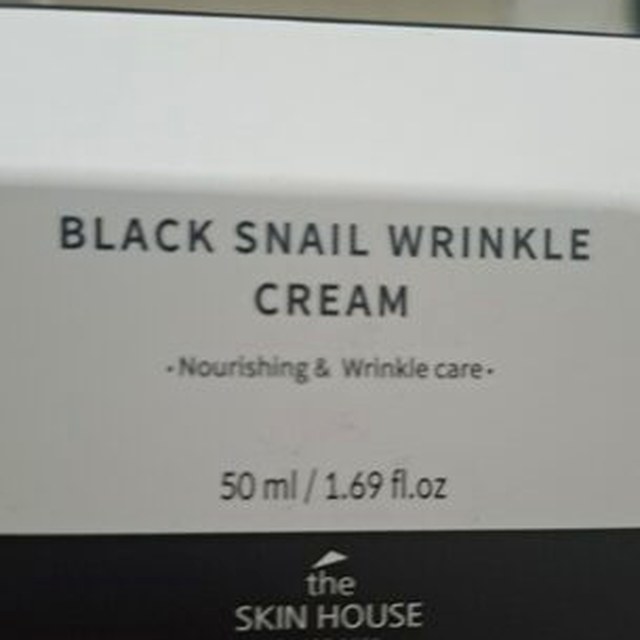 BLACK SNAIL WRINKLE
CREAM
·Nourishing & Wrinkle care·
50 ml / 1.69 fl.oz
the
SKIN HOUSE